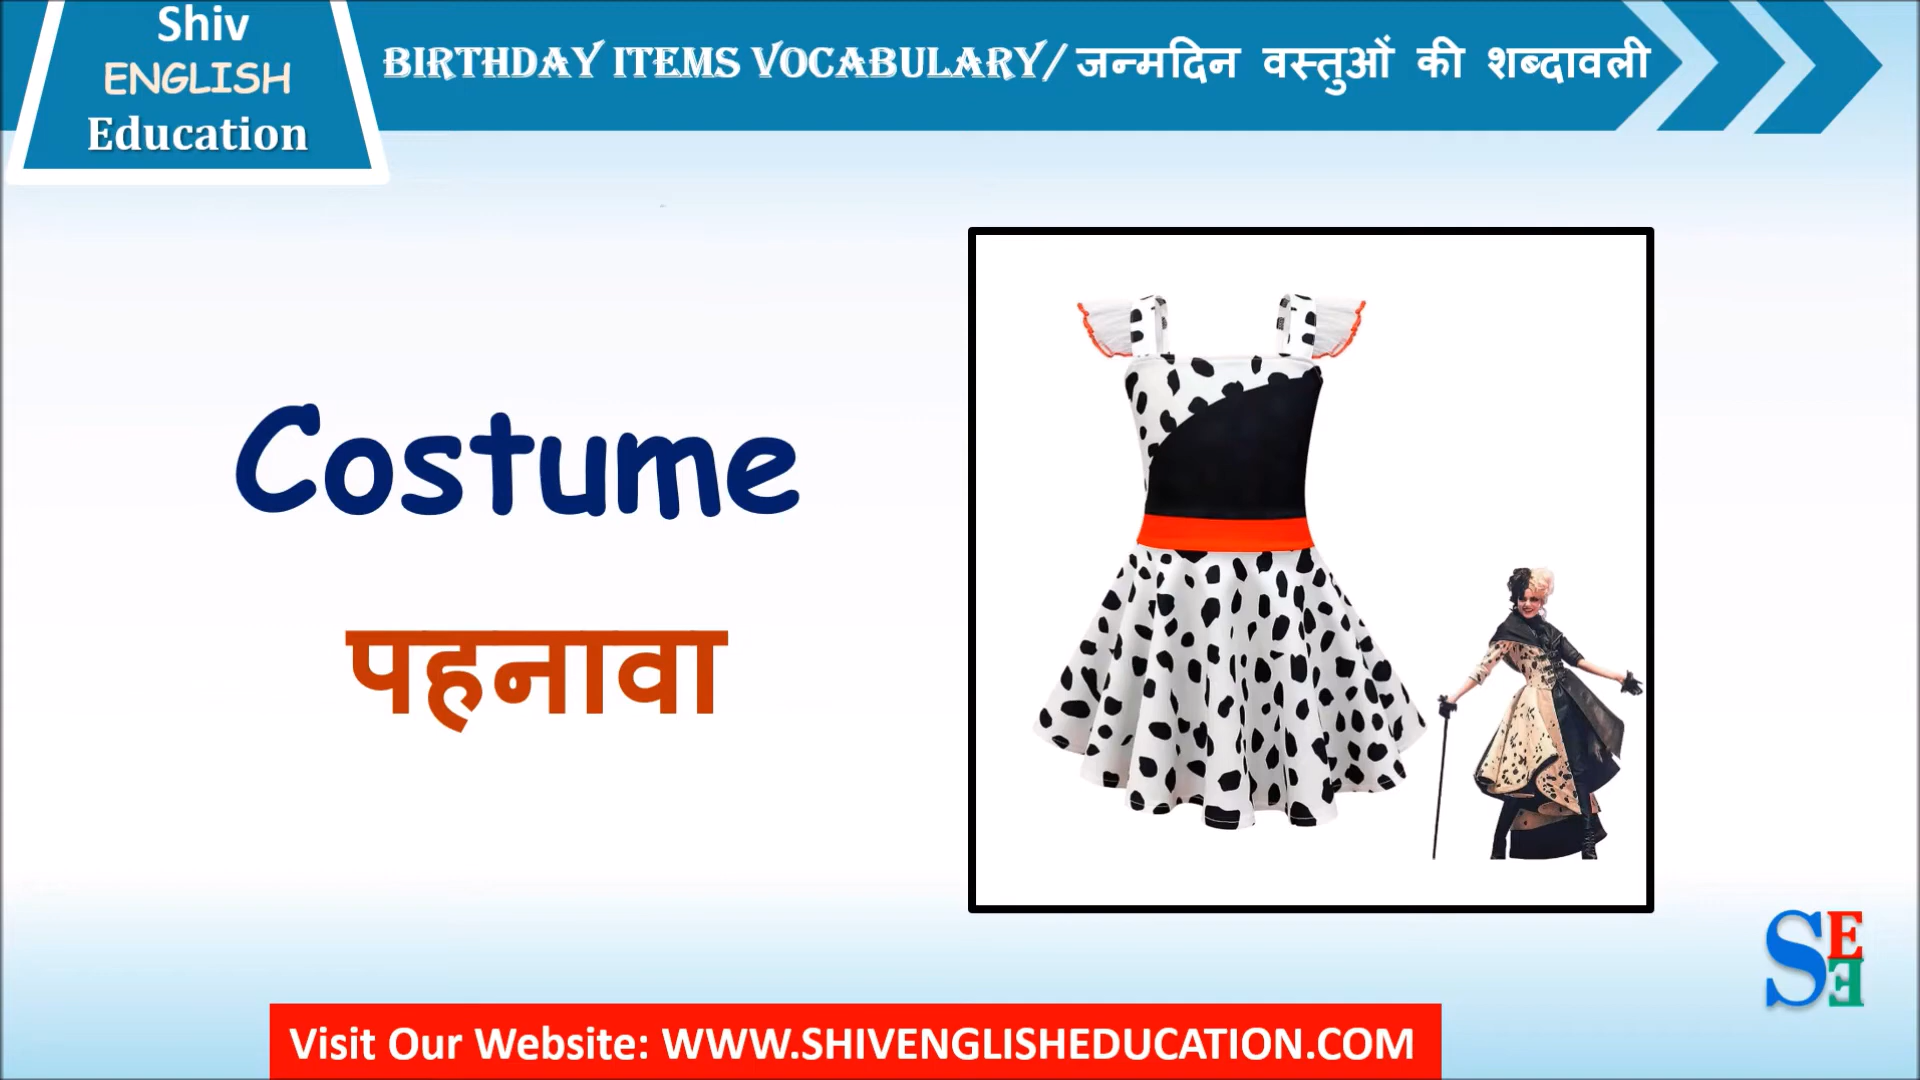 Shiv
ENGLISH
Education
BIRTHDAY ITEMS VOCABULARY/ जन्मदिन वस्तुओं की शब्दावली
Costume
पहनावा
SEE
Visit Our Website: WWW.SHIVENGLISHEDUCATION.COM